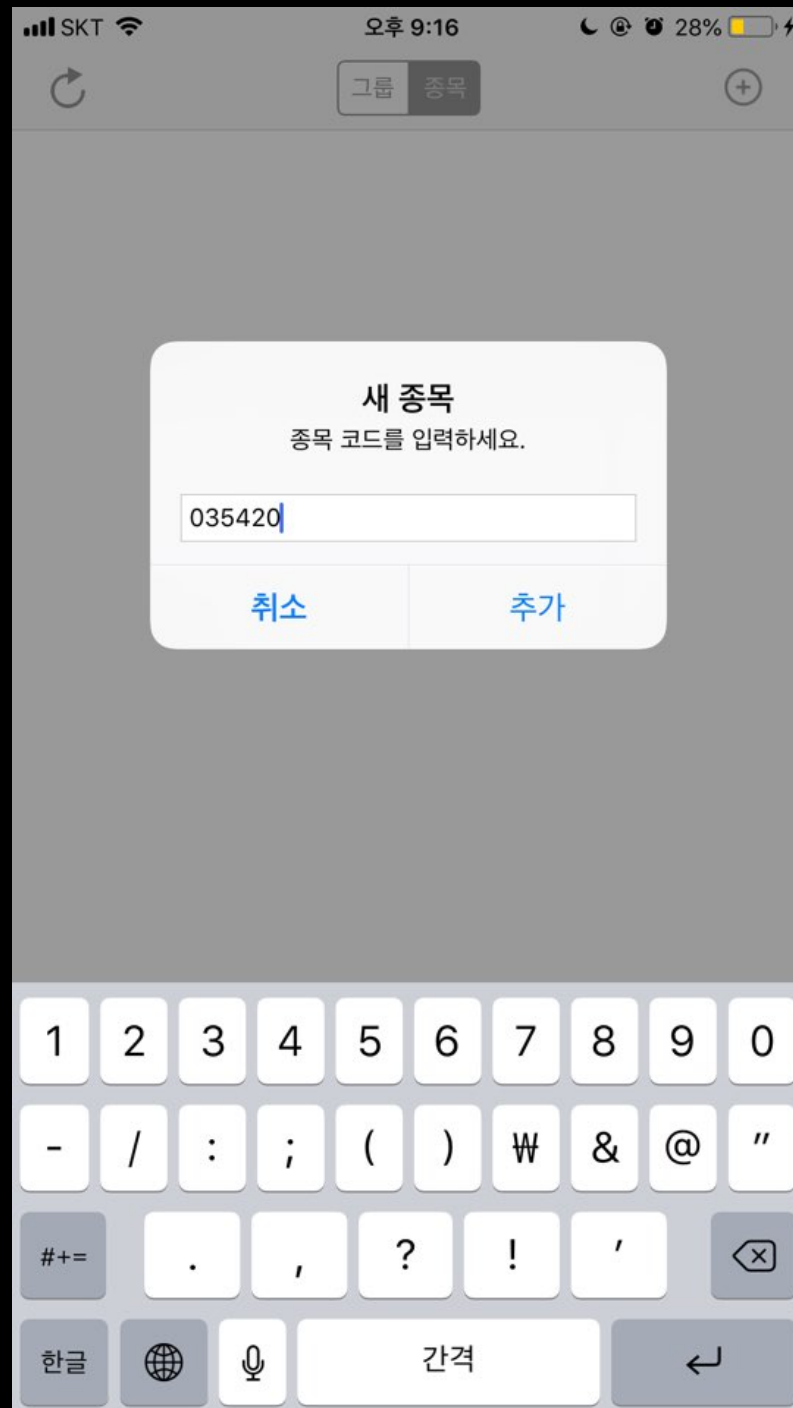 SKT 오후 9:16 28%
그룹 종목
새 종목
종목 코드를 입력하세요.
035420
취소 추가
1 2 3 4 5 6 7 8 9 0
- / : ; ( ) ₩ & @ "
#+= . , ? ! '
한글 간격